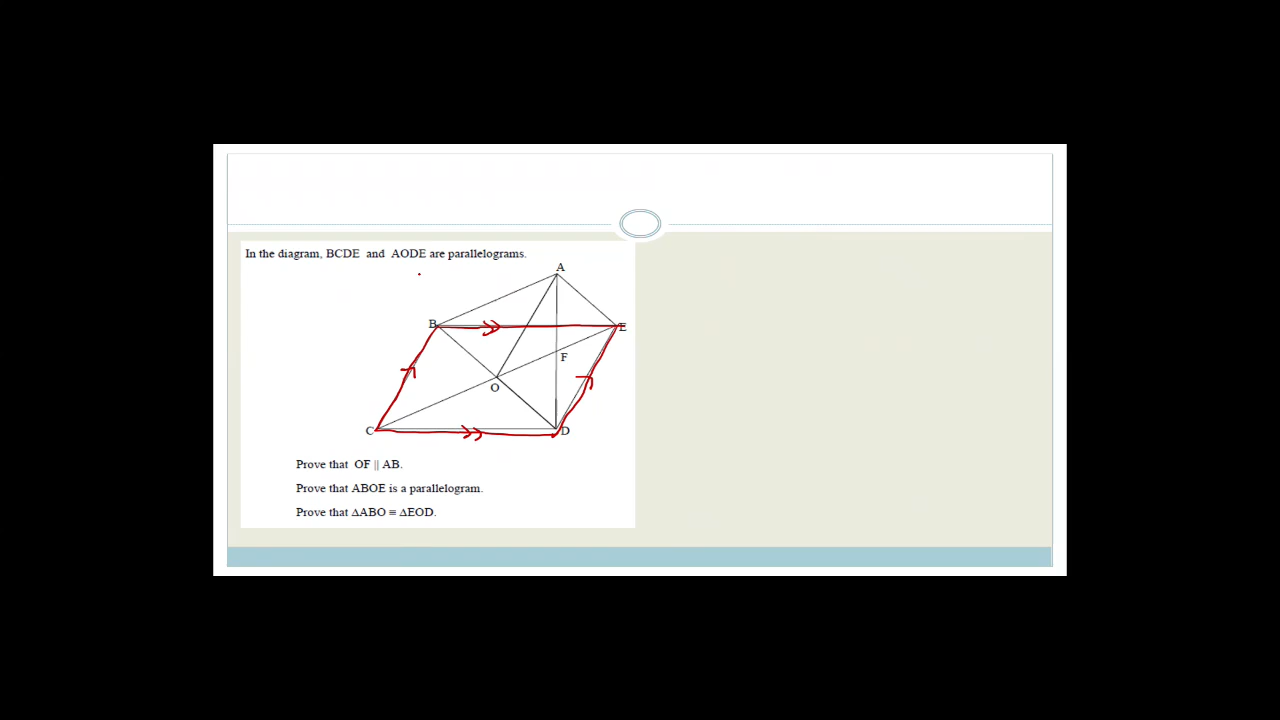 In the diagram, BCDE and AODE are parallelograms.
A
B
E
F
O
C
D
Prove that OF || AB.
Prove that ABOE is a parallelogram.
Prove that ΔABO ≡ ΔEOD.